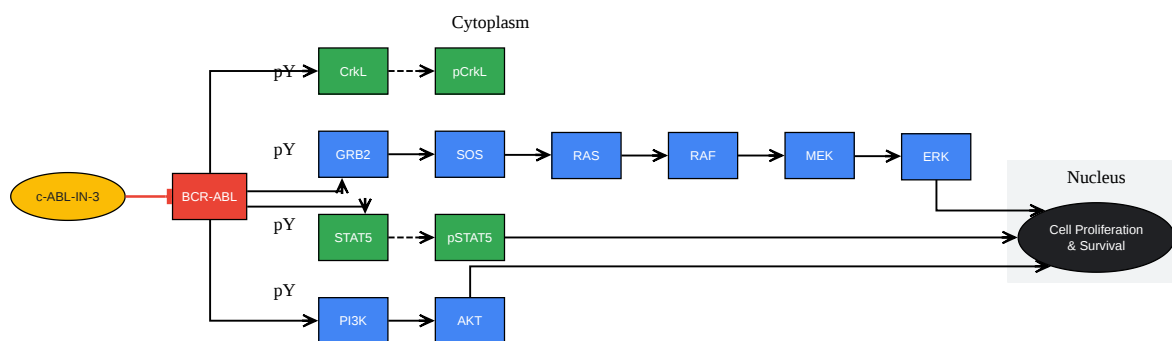 Cytoplasm
pY
CrkL
pCrkL
pY
GRB2
SOS
RAS
RAF
MEK
ERK
Nucleus
c-ABL-IN-3
BCR-ABL
pY
STAT5
pSTAT5
Cell Proliferation
& Survival
pY
PI3K
AKT